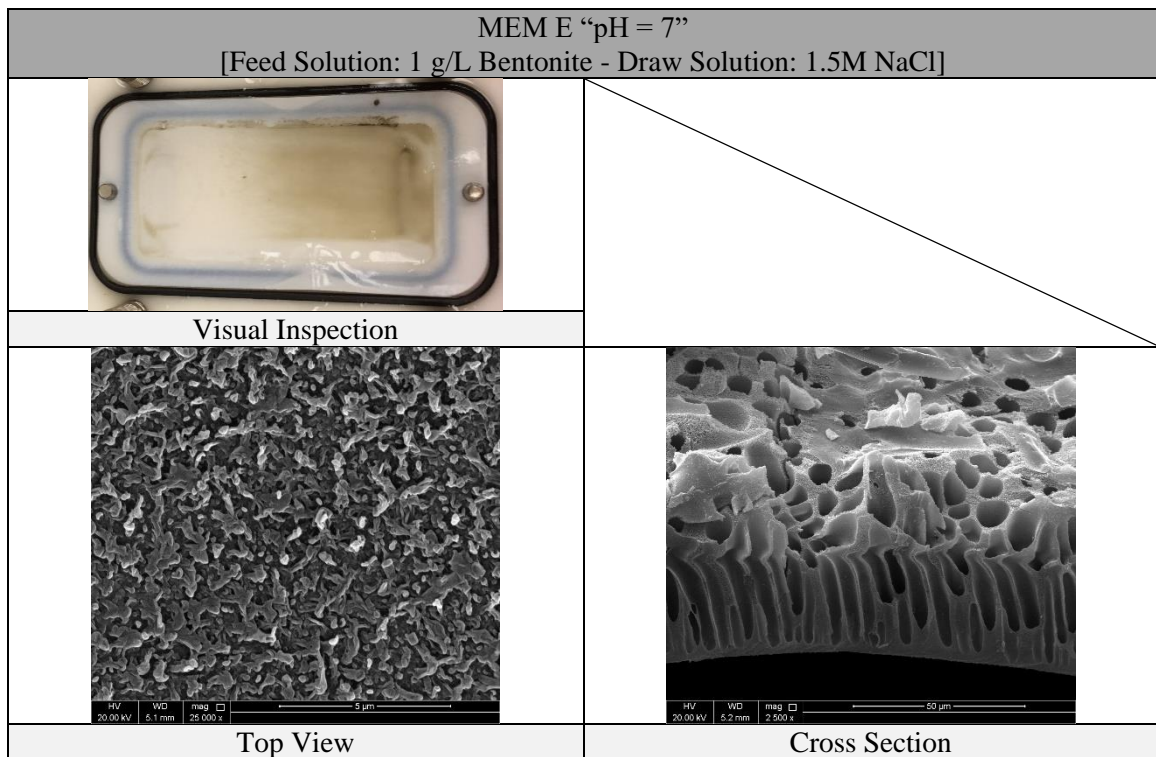 MEM E “pH = 7”
[Feed Solution: 1 g/L Bentonite - Draw Solution: 1.5M NaCl]
Visual Inspection
HV WD mag □ 5 µm
20.00 kV 5.1 mm 25 000 x
HV WD mag □ 50 µm
20.00 kV 5.2 mm 2 500 x
Top View
Cross Section